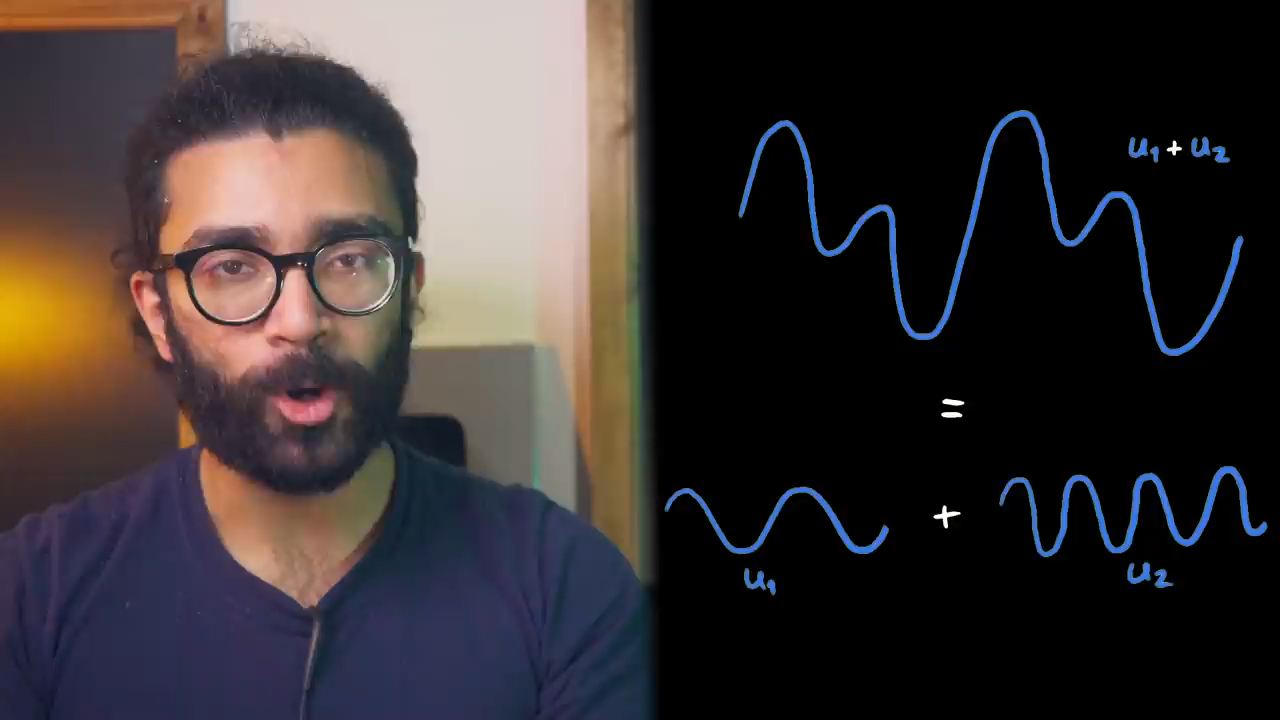 u₁ + u₂
=
+
u₁
u₂